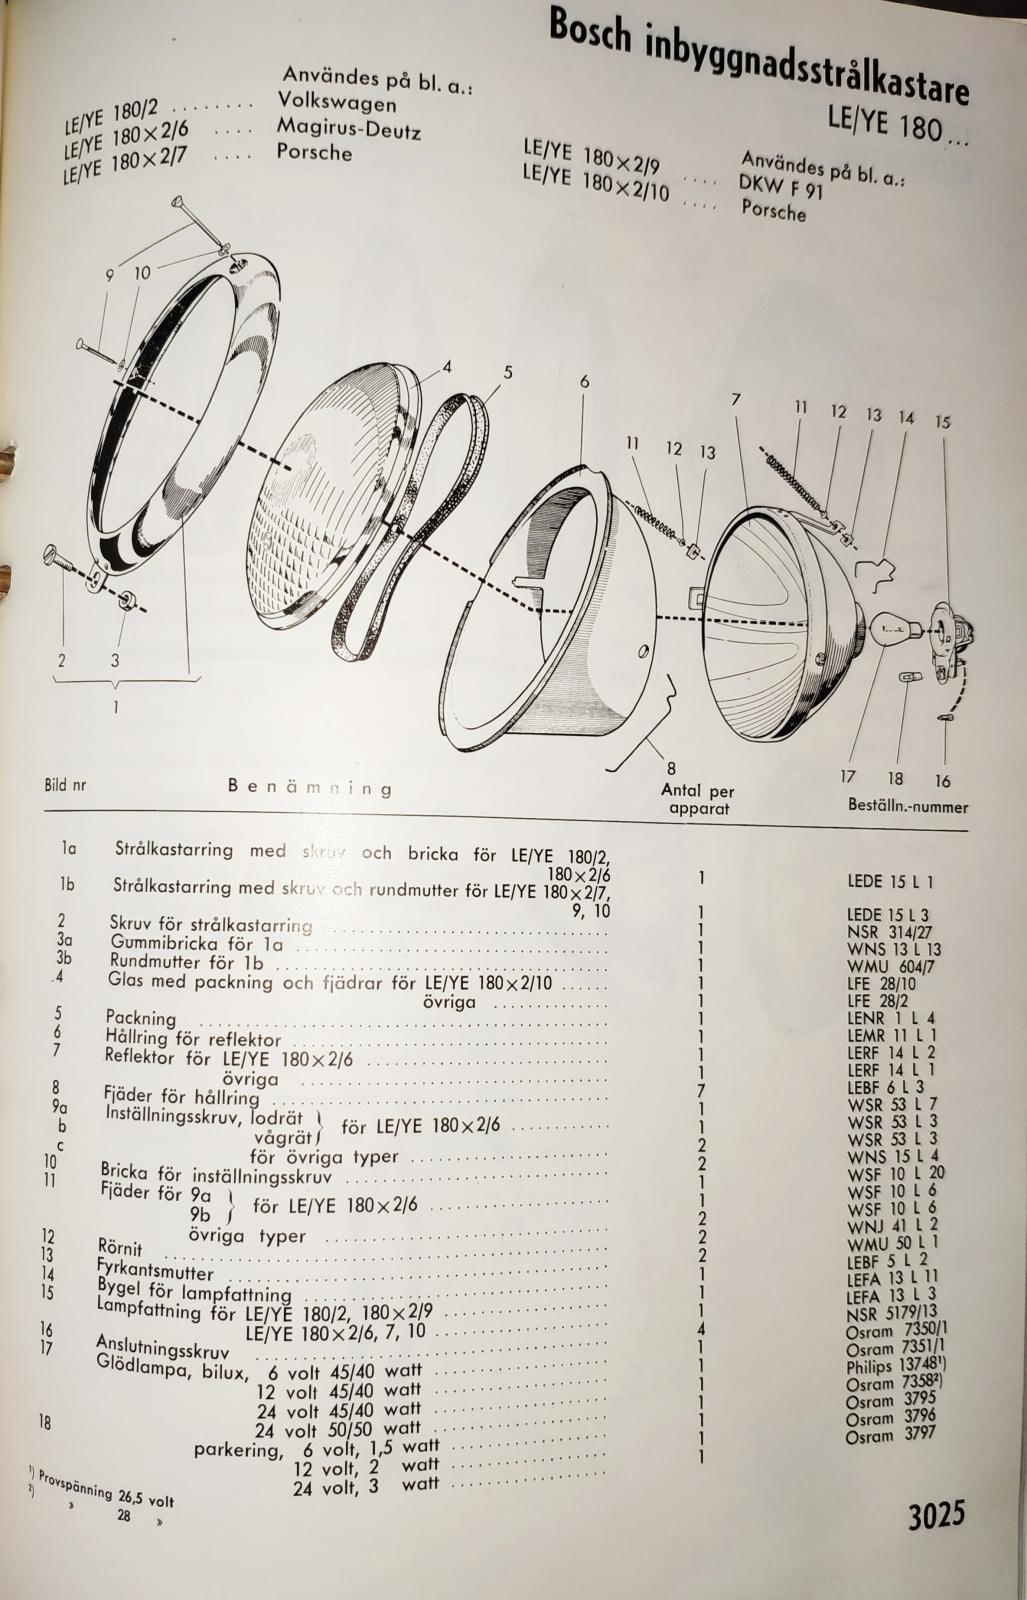 Bosch inbyggnadsstrålkastare
LE/YE 180...
Användes på bl. a.:
LE/YE 180/2 ........ Volkswagen
LE/YE 180×2/6 .... Magirus-Deutz
LE/YE 180×2/7 .... Porsche
Användes på bl. a.:
LE/YE 180×2/9 .... DKW F 91
LE/YE 180×2/10 .... Porsche
9 10
4
5
6
7
11 12 13 14 15
11 12 13
2 3
1
8
17 18 16
Bild nr Benämning Antal per apparat Beställn.-nummer
1a Strålkastarring med skruv och bricka för LE/YE 180/2,
180×2/6 1 LEDE 15 L 1
1b Strålkastarring med skruv och rundmutter för LE/YE 180×2/7,
9, 10 1 LEDE 15 L 3
2 Skruv för strålkastarring 1 NSR 314/27
3a Gummibricka för 1a 1 WNS 13 L 13
3b Rundmutter för 1b 1 WMU 604/7
4 Glas med packning och fjädrar för LE/YE 180×2/10 1 LFE 28/10
övriga 1 LFE 28/2
5 Packning 1 LENR 1 L 4
6 Hållring för reflektor 1 LEMR 11 L 1
7 Reflektor för LE/YE 180×2/6 1 LERF 14 L 2
övriga 1 LERF 14 L 1
8 Fjäder för hållring 7 LEBF 6 L 3
9a Inställningsskruv, lodrät } för LE/YE 180×2/6 1 WSR 53 L 7
b vågrät } 1 WSR 53 L 3
c för övriga typer 2 WSR 53 L 3
10 Bricka för inställningsskruv 2 WNS 15 L 4
11 Fjäder för 9a } för LE/YE 180×2/6 1 WSF 10 L 20
9b } 1 WSF 10 L 6
övriga typer 2 WSF 10 L 6
12 Rörnit 2 WNJ 41 L 2
13 Fyrkantsmutter 2 WMU 50 L 1
14 Bygel för lampfattning 1 LEBF 5 L 2
15 Lampfattning för LE/YE 180/2, 180×2/9 1 LEFA 13 L 11
LE/YE 180×2/6, 7, 10 1 LEFA 13 L 3
16 Anslutningsskruv 4 NSR 5179/13
17 Glödlampa, bilux, 6 volt 45/40 watt 1 Osram 7350/1
12 volt 45/40 watt 1 Osram 7351/1
24 volt 45/40 watt 1 Philips 13748¹)
24 volt 50/50 watt 1 Osram 7358²)
18 parkering, 6 volt, 1,5 watt 1 Osram 3795
12 volt, 2 watt 1 Osram 3796
24 volt, 3 watt 1 Osram 3797
¹) Provspänning 26,5 volt
²) » 28 »
3025